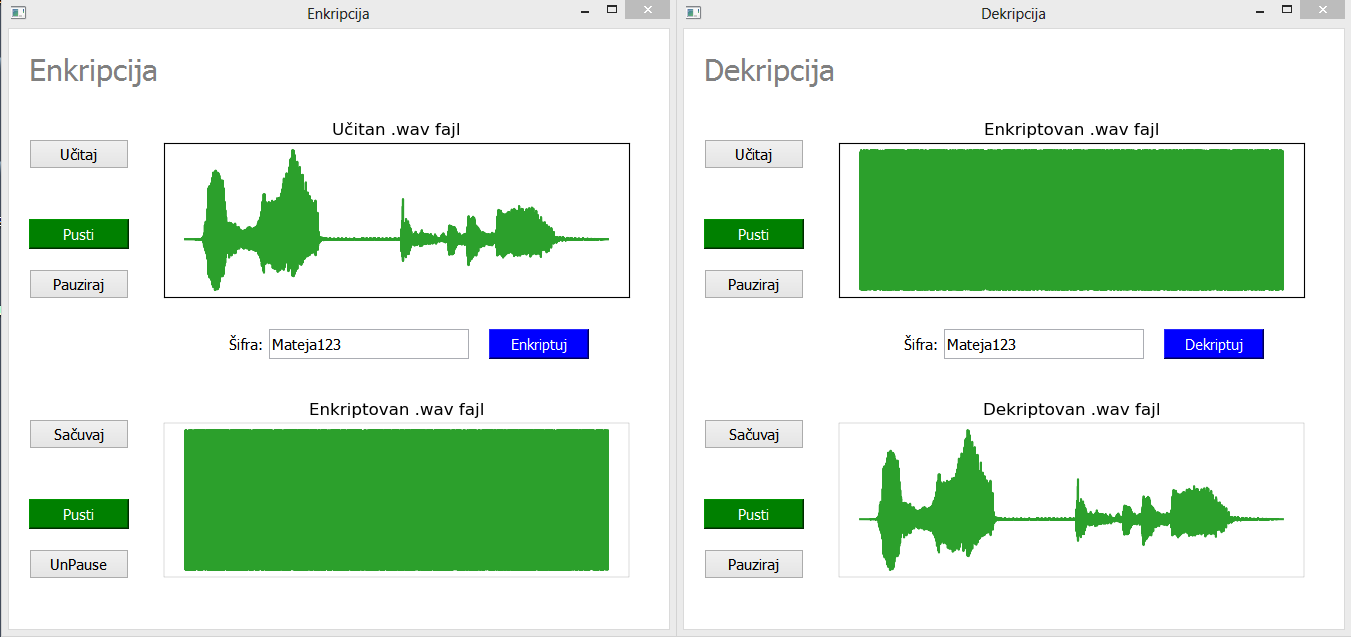 Enkripcija
Enkripcija
Učitan .wav fajl
Učitaj
Pusti
Pauziraj
Šifra: Mateja123 Enkriptuj
Enkriptovan .wav fajl
Sačuvaj
Pusti
UnPause
Dekripcija
Dekripcija
Enkriptovan .wav fajl
Učitaj
Pusti
Pauziraj
Šifra: Mateja123 Dekriptuj
Dekriptovan .wav fajl
Sačuvaj
Pusti
Pauziraj